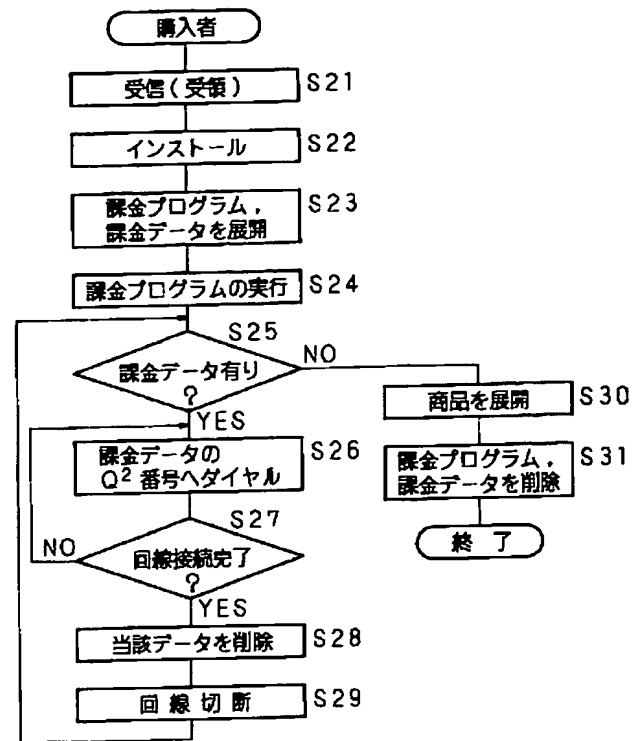 購入者
受信(受領) S21
インストール S22
課金プログラム, S23
課金データを展開
課金プログラムの実行 S24
S25
課金データ有り
?
NO
YES
商品を展開 S30
課金データの S26
Q² 番号へダイヤル
課金プログラム, S31
課金データを削除
S27
NO
回線接続完了
?
YES
終了
当該データを削除 S28
回線切断 S29